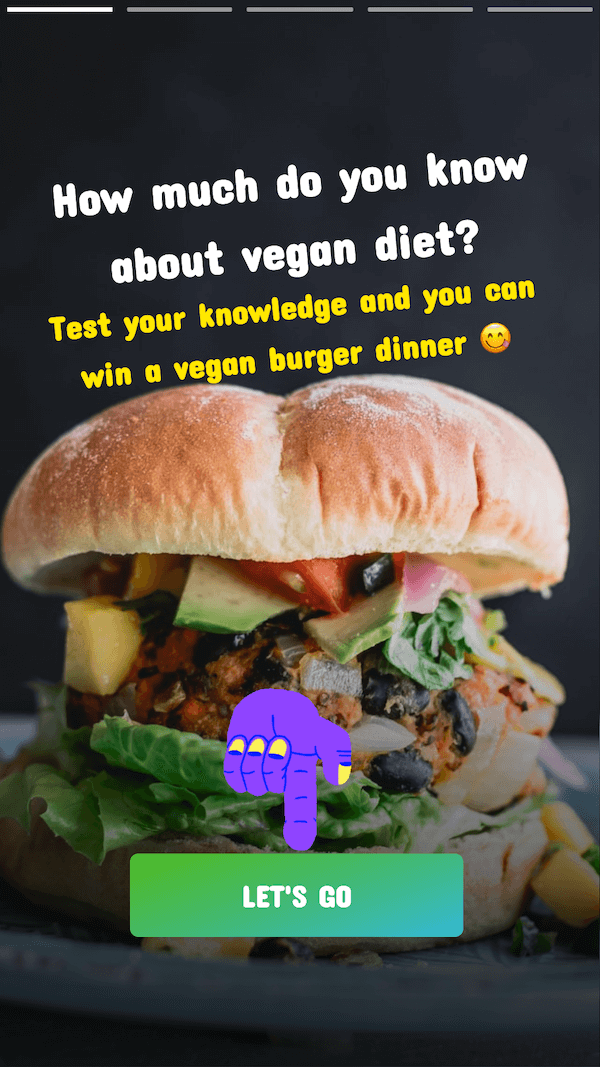 How much do you know
about vegan diet?
Test your knowledge and you can
win a vegan burger dinner 😋
LET'S GO